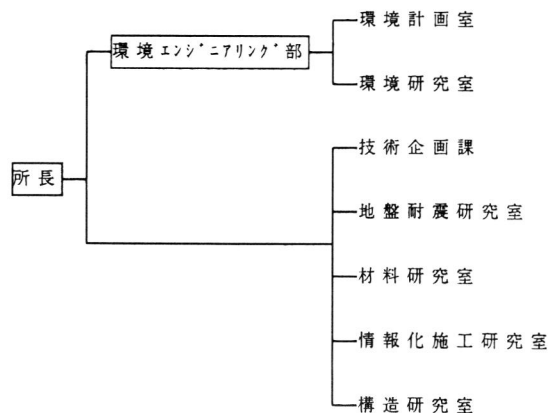 環境計画室
環境エンジニアリング部
環境研究室
技術企画課
所長
地盤耐震研究室
材料研究室
情報化施工研究室
構造研究室